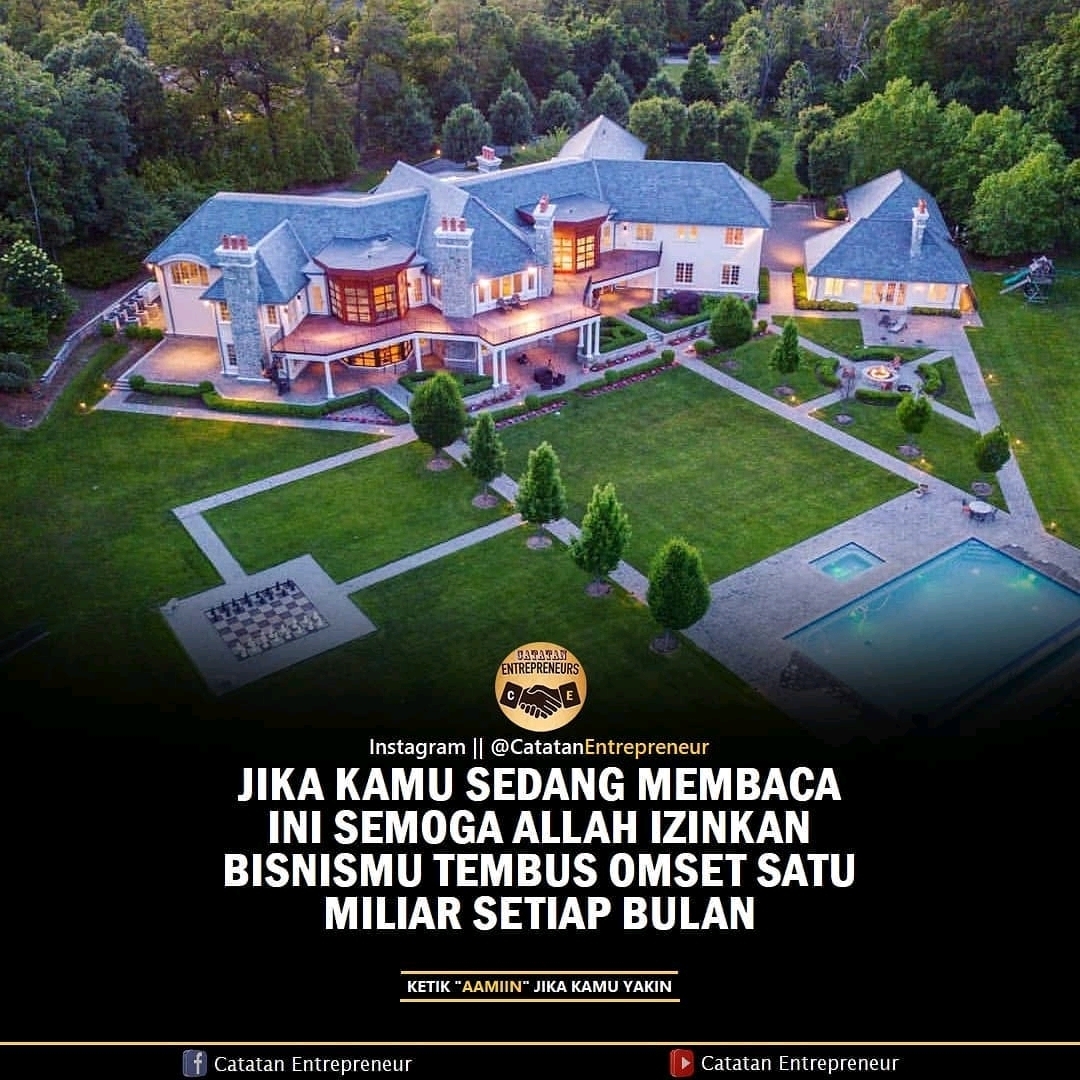 CATATAN
ENTREPRENEURS
C E
Instagram || @CatatanEntrepreneur
JIKA KAMU SEDANG MEMBACA
INI SEMOGA ALLAH IZINKAN
BISNISMU TEMBUS OMSET SATU
MILIAR SETIAP BULAN
KETIK "AAMIIN" JIKA KAMU YAKIN
f Catatan Entrepreneur
Catatan Entrepreneur